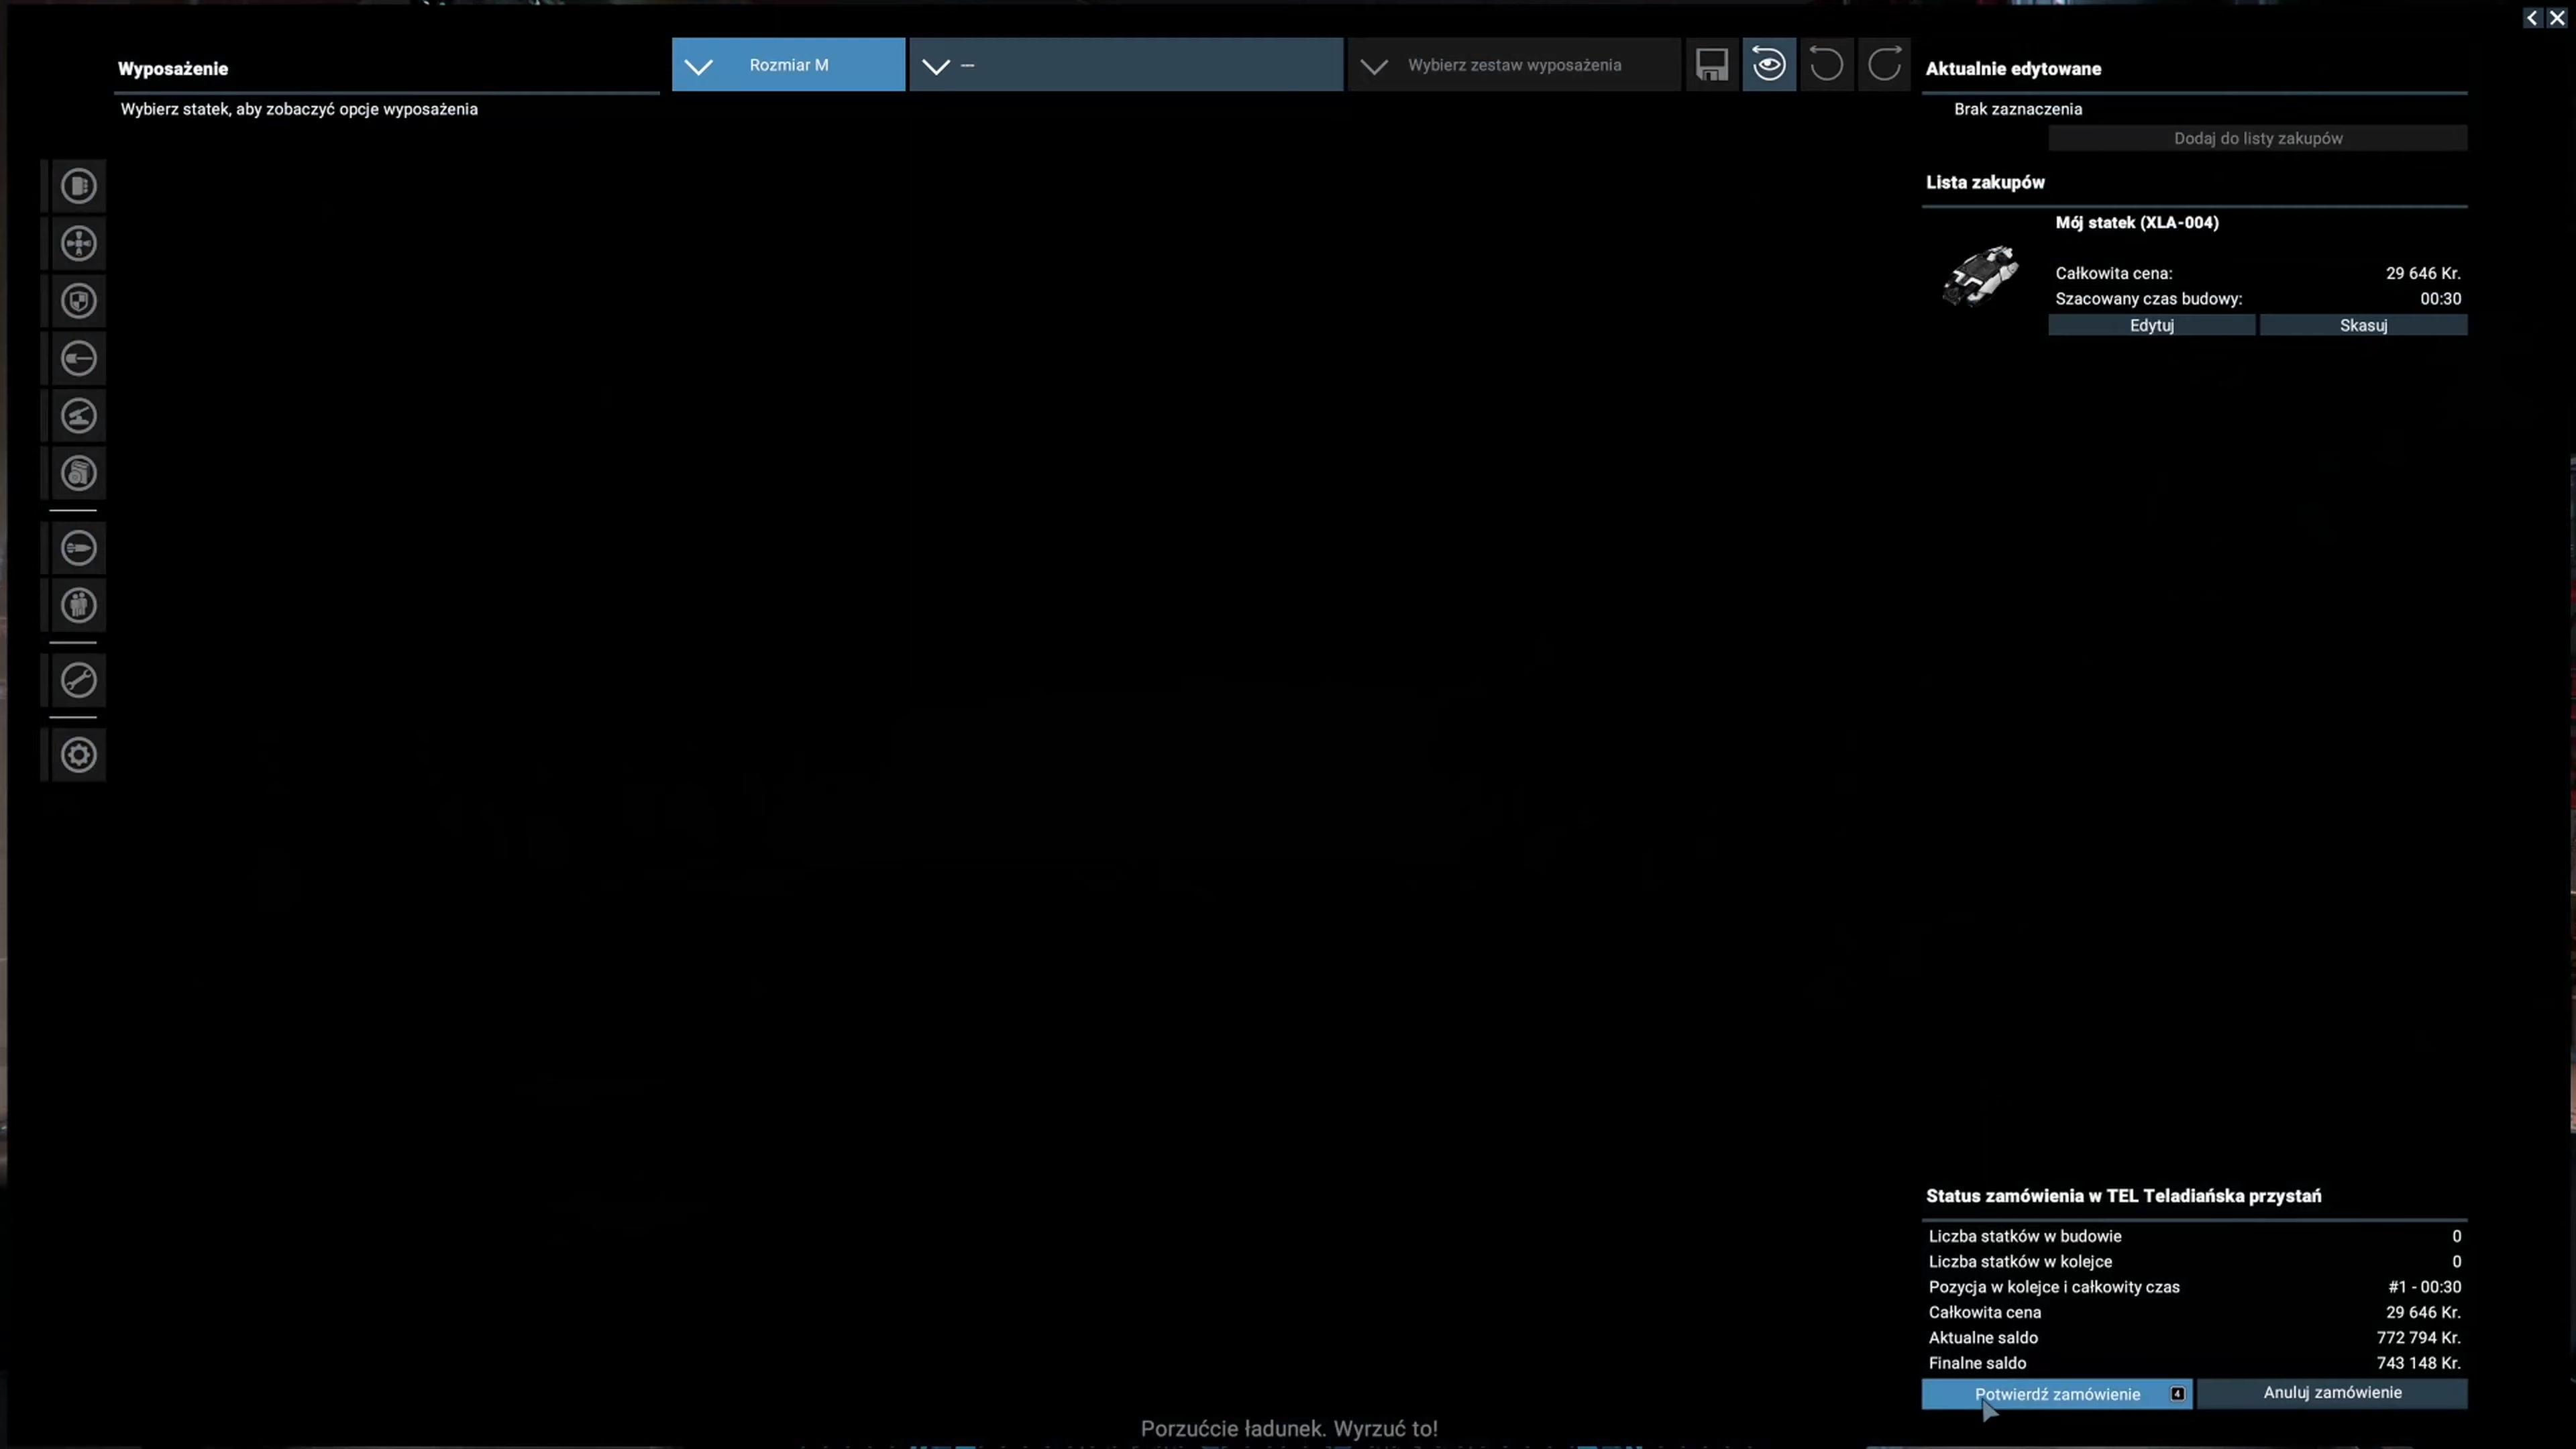 Wyposażenie
Wybierz statek, aby zobaczyć opcje wyposażenia
Rozmiar M
—
Wybierz zestaw wyposażenia
Aktualnie edytowane
Brak zaznaczenia
Dodaj do listy zakupów
Lista zakupów
Mój statek (XLA-004)
Całkowita cena: 29 646 Kr.
Szacowany czas budowy: 00:30
Edytuj Skasuj
Status zamówienia w TEL Teladiańska przystań
Liczba statków w budowie 0
Liczba statków w kolejce 0
Pozycja w kolejce i całkowity czas #1 - 00:30
Całkowita cena 29 646 Kr.
Aktualne saldo 772 794 Kr.
Finalne saldo 743 148 Kr.
Potwierdź zamówienie 4 Anuluj zamówienie
Porzućcie ładunek. Wyrzuć to!